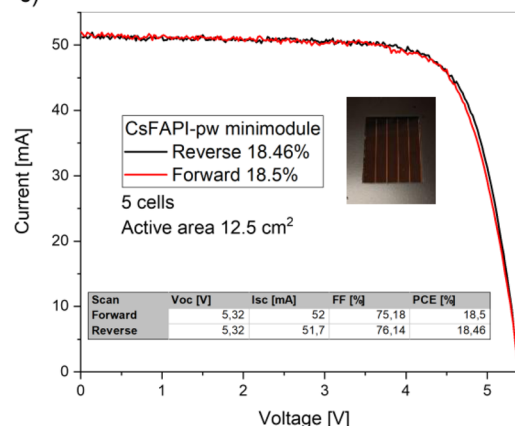 Current [mA]
60
50
40
30
20
10
0
CsFAPI-pw minimodule
Reverse 18.46%
Forward 18.5%
5 cells
Active area 12.5 cm²
Scan Voc [V] Isc [mA] FF [%] PCE [%]
Forward 5,32 52 75,18 18,5
Reverse 5,32 51,7 76,14 18,46
0 1 2 3 4 5
Voltage [V]